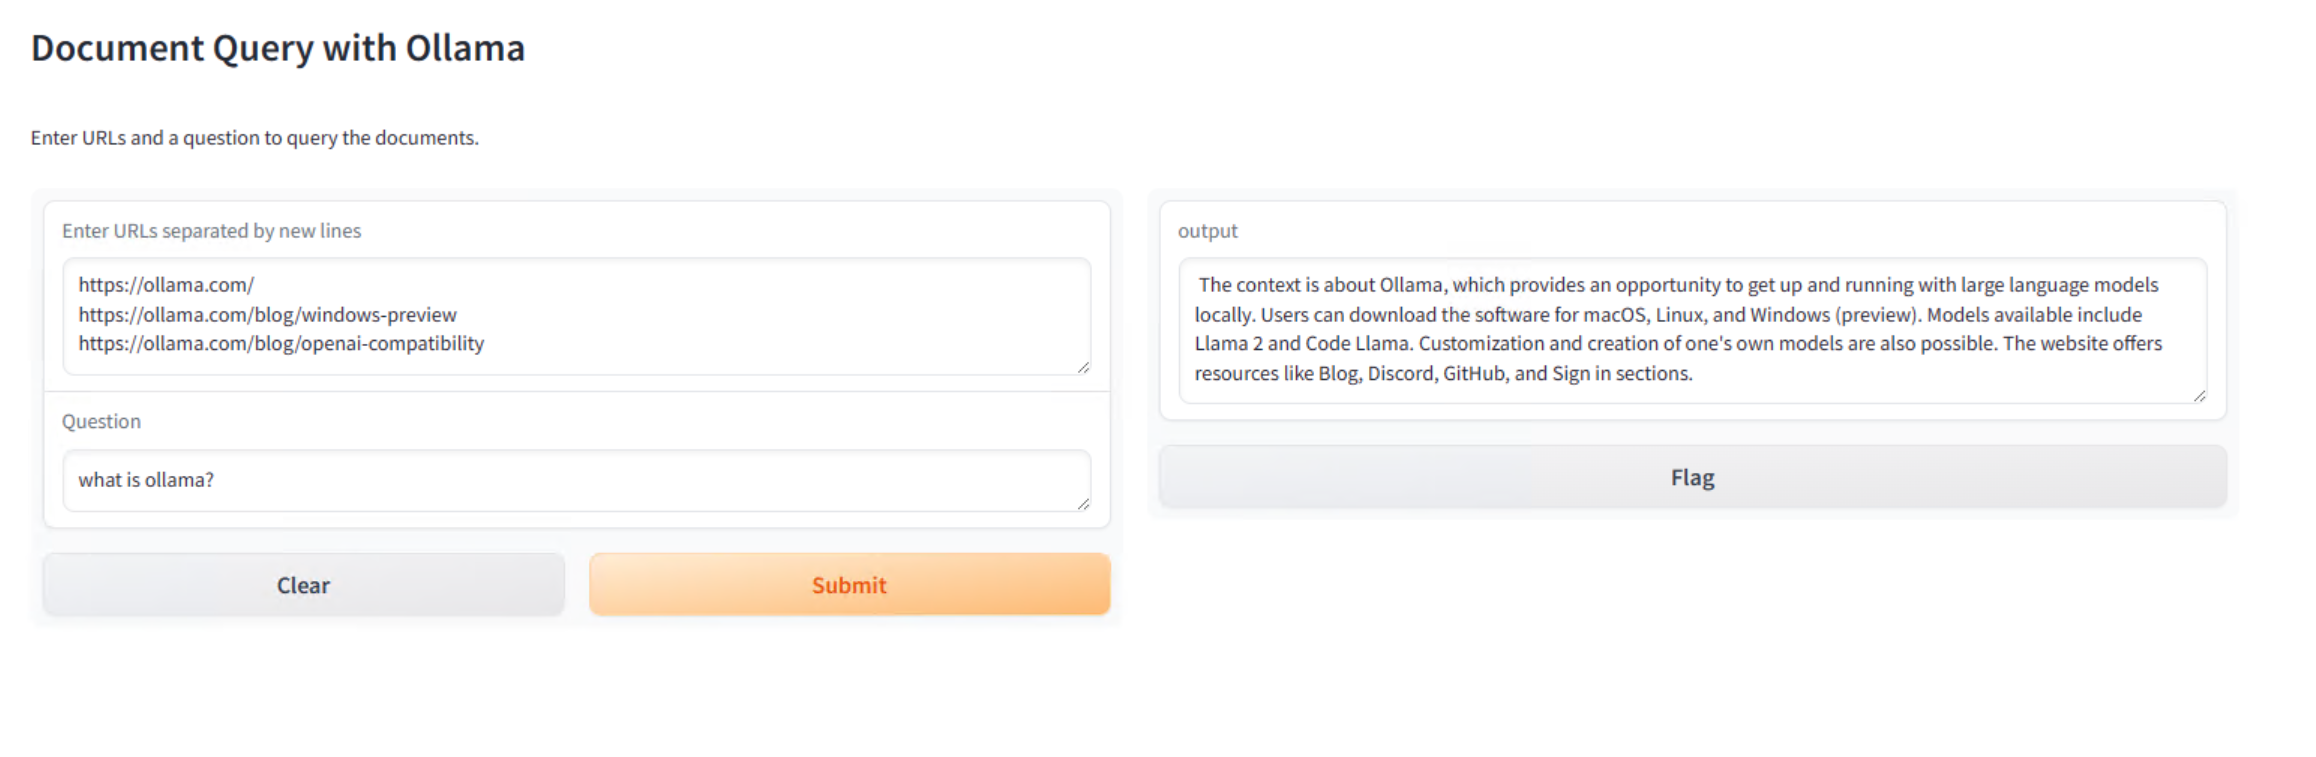 Document Query with Ollama
Enter URLs and a question to query the documents.
Enter URLs separated by new lines
https://ollama.com/
https://ollama.com/blog/windows-preview
https://ollama.com/blog/openai-compatibility
Question
what is ollama?
Clear
Submit
output
The context is about Ollama, which provides an opportunity to get up and running with large language models
locally. Users can download the software for macOS, Linux, and Windows (preview). Models available include
Llama 2 and Code Llama. Customization and creation of one's own models are also possible. The website offers
resources like Blog, Discord, GitHub, and Sign in sections.
Flag